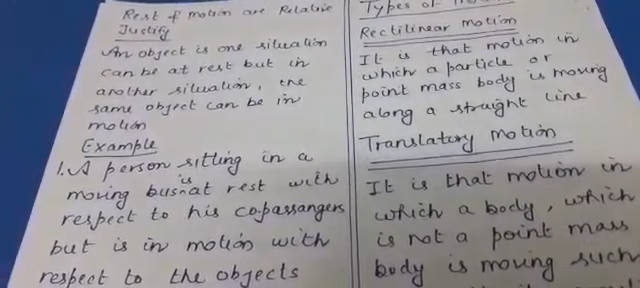 Rest & motion are Relative
Justify
An object is one situation
can be at rest but in
another situation, the
same object can be in
motion
Example
1. A person sitting in a
moving bus is at rest with
respect to his co.passangers
but is in motion with
respect to the objects
Types of
Rectilinear motion
It is that motion in
which a particle or
point mass body is moving
along a straight line
Translatory motion
It is that motion in
which a body, which
is not a point mass
body is moving such